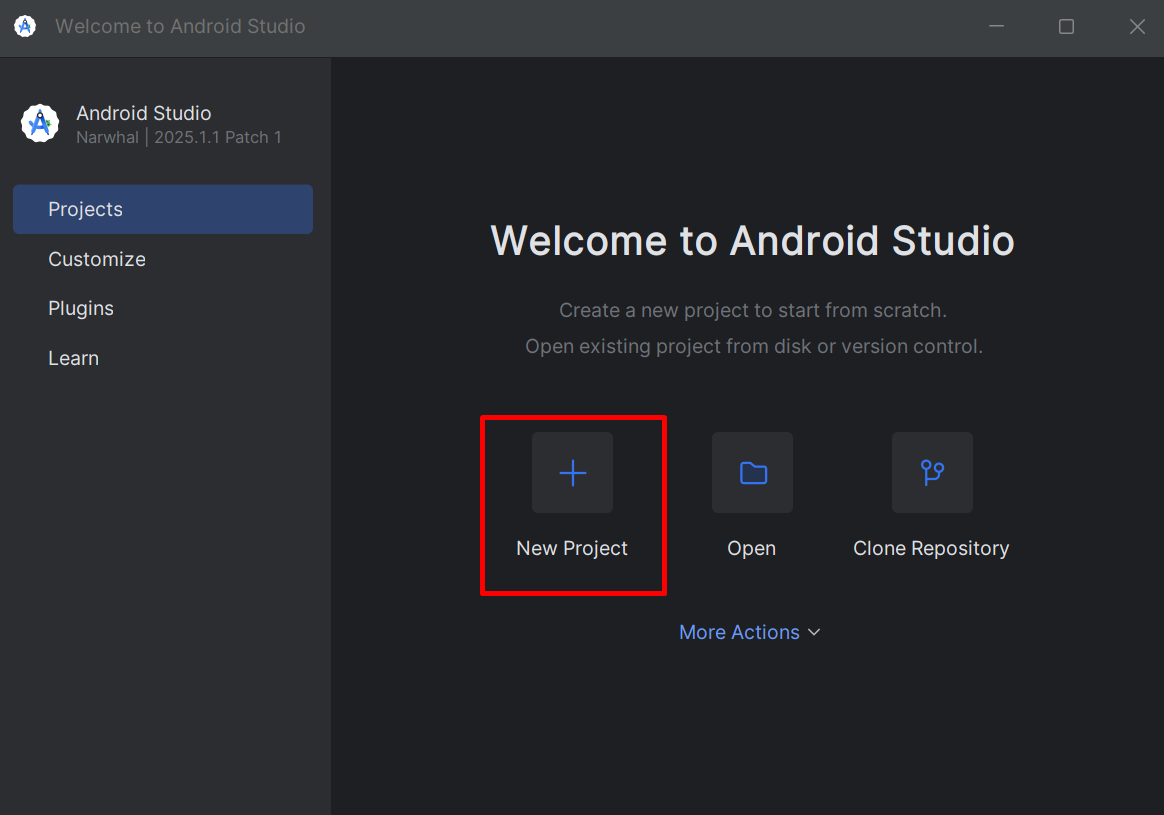 Welcome to Android Studio
Android Studio
Narwhal | 2025.1.1 Patch 1
Projects
Customize
Plugins
Learn
Welcome to Android Studio
Create a new project to start from scratch.
Open existing project from disk or version control.
New Project
Open
Clone Repository
More Actions